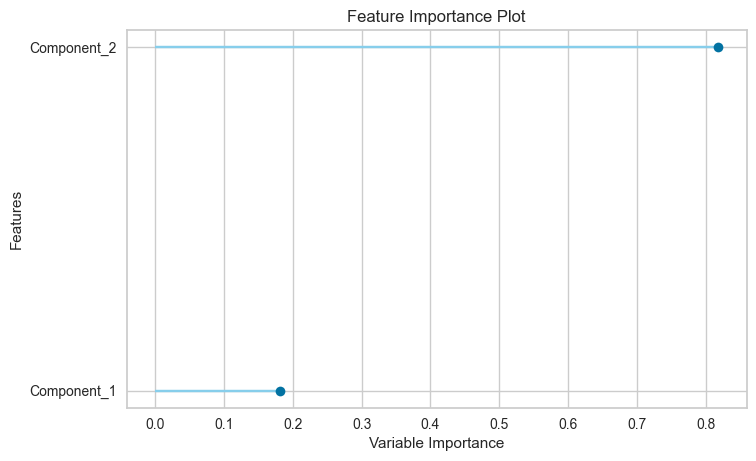 Feature Importance Plot
Component_2
Features
Component_1
0.0 0.1 0.2 0.3 0.4 0.5 0.6 0.7 0.8
Variable Importance